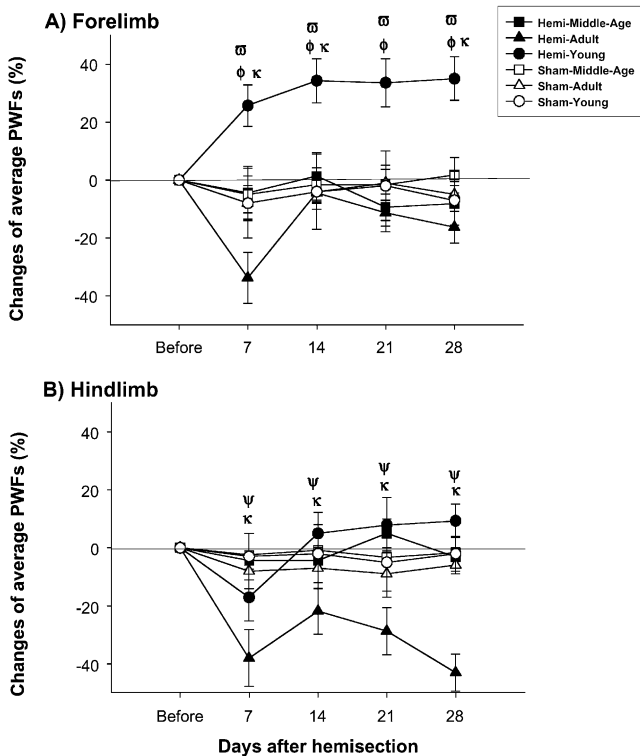 A) Forelimb
Hemi-Middle-Age
Hemi-Adult
Hemi-Young
Sham-Middle-Age
Sham-Adult
Sham-Young
Changes of average PWFs (%)
40
20
0
-20
-40
ϖ ϖ ϖ ϖ
ϕ κ ϕ κ ϕ ϕ κ
Before 7 14 21 28
B) Hindlimb
Changes of average PWFs (%)
40
20
0
-20
-40
ψ ψ ψ ψ
κ κ κ κ
Before 7 14 21 28
Days after hemisection